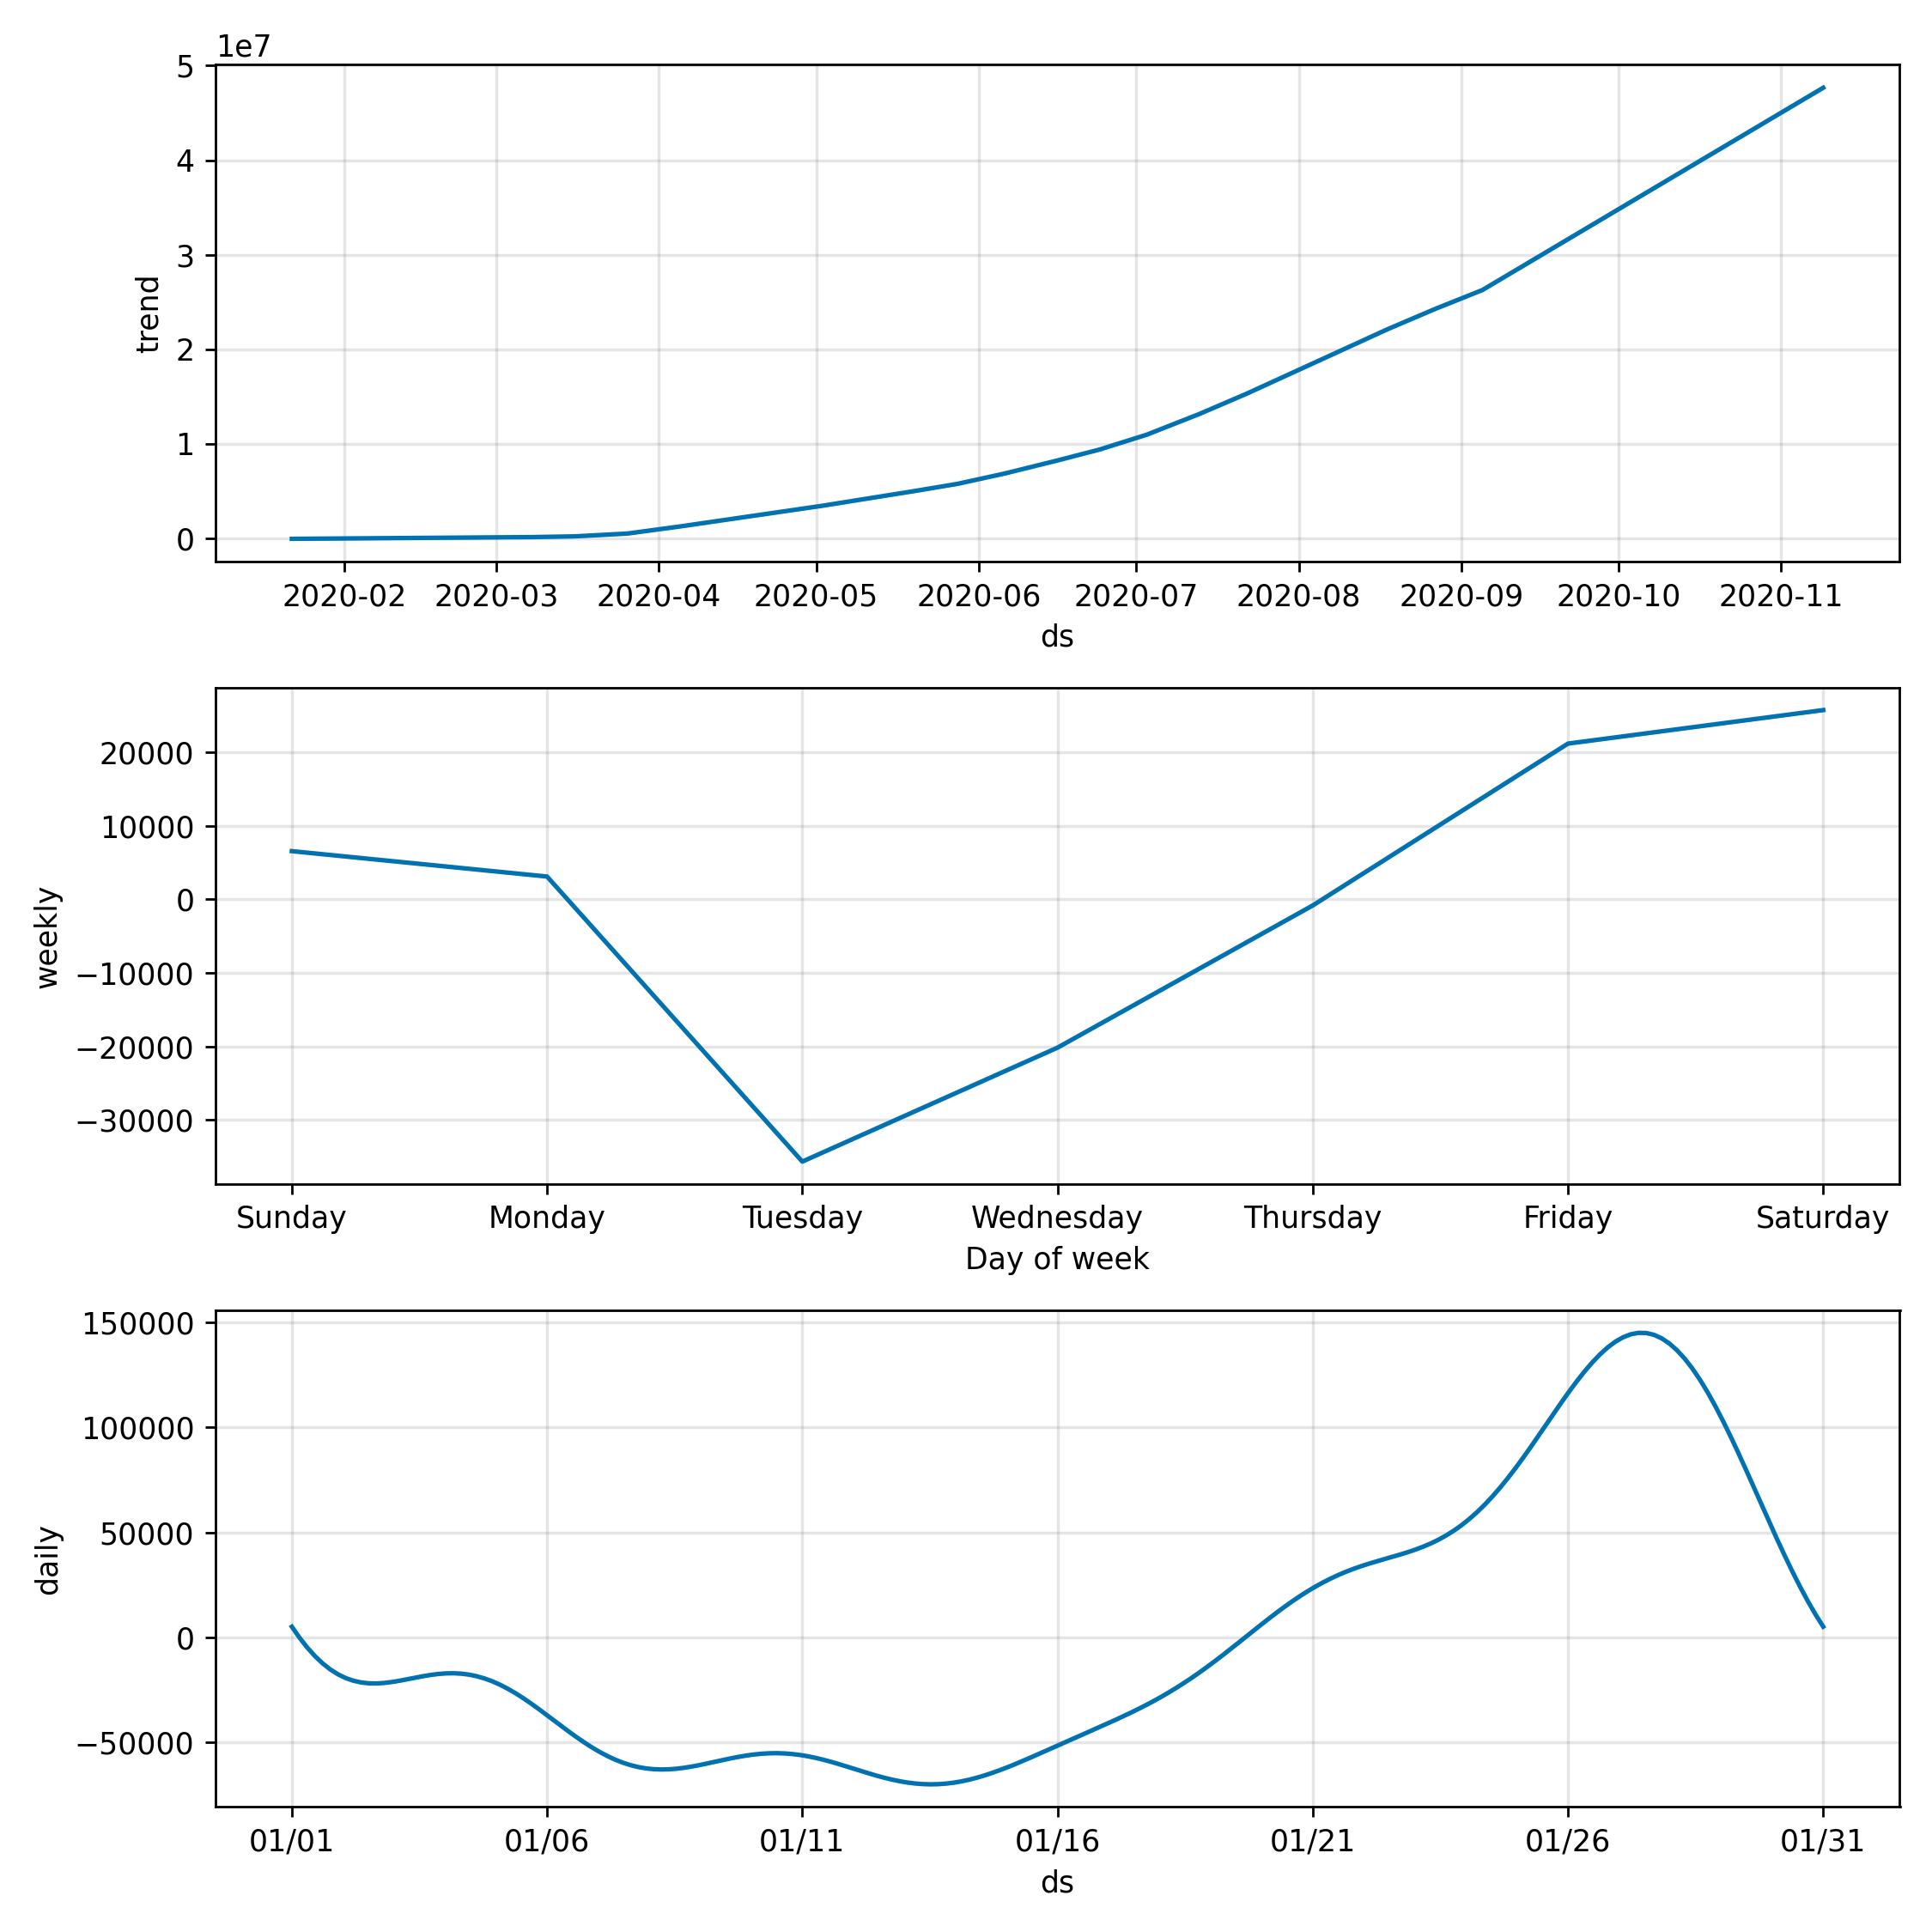 1e7
5
4
3
2
1
0
trend
2020-02 2020-03 2020-04 2020-05 2020-06 2020-07 2020-08 2020-09 2020-10 2020-11
ds
20000
10000
0
−10000
−20000
−30000
weekly
Sunday Monday Tuesday Wednesday Thursday Friday Saturday
Day of week
150000
100000
50000
0
−50000
daily
01/01 01/06 01/11 01/16 01/21 01/26 01/31
ds